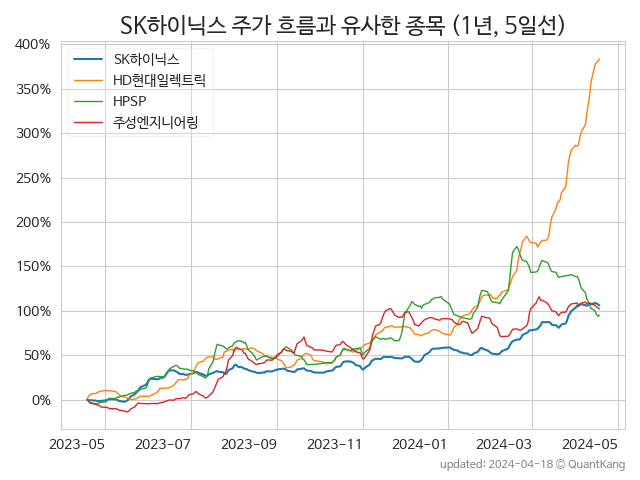 SK하이닉스 주가 흐름과 유사한 종목 (1년, 5일선)
400%
350%
300%
250%
200%
150%
100%
50%
0%
SK하이닉스
HD현대일렉트릭
HPSP
주성엔지니어링
2023-05
2023-07
2023-09
2023-11
2024-01
2024-03
2024-05
updated: 2024-04-18 © QuantKang